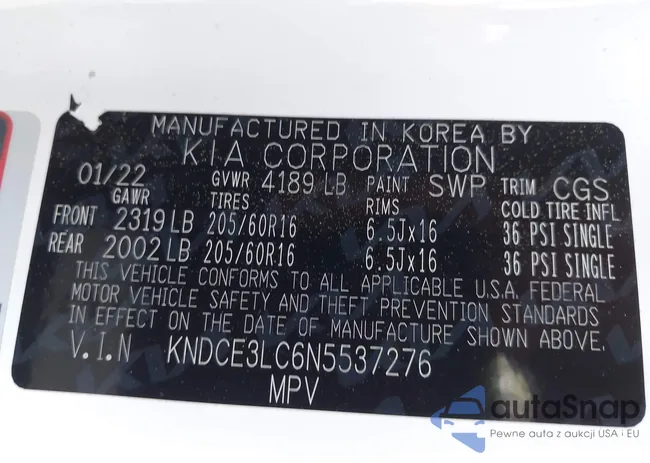 MANUFACTURED IN KOREA BY
KIA CORPORATION
01/22 GVWR 4189 LB PAINT SWP TRIM CGS
GAWR TIRES RIMS COLD TIRE INFL
FRONT 2319 LB 205/60R16 6.5Jx16 36 PSI SINGLE
REAR 2002 LB 205/60R16 6.5Jx16 36 PSI SINGLE
THIS VEHICLE CONFORMS TO ALL APPLICABLE U.S.A. FEDERAL
MOTOR VEHICLE SAFETY AND THEFT PREVENTION STANDARDS
IN EFFECT ON THE DATE OF MANUFACTURE SHOWN ABOVE.
V.I.N KNDCE3LC6N5537276
MPV
autaSnap
Pewne auta z aukcji USA i EU